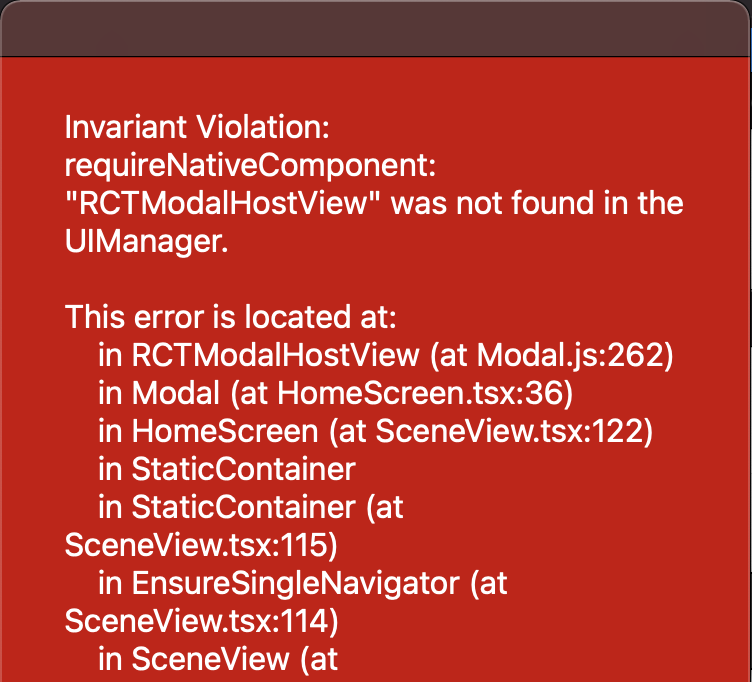 Invariant Violation:
requireNativeComponent:
"RCTModalHostView" was not found in the
UIManager.
This error is located at:
in RCTModalHostView (at Modal.js:262)
in Modal (at HomeScreen.tsx:36)
in HomeScreen (at SceneView.tsx:122)
in StaticContainer
in StaticContainer (at
SceneView.tsx:115)
in EnsureSingleNavigator (at
SceneView.tsx:114)
in SceneView (at